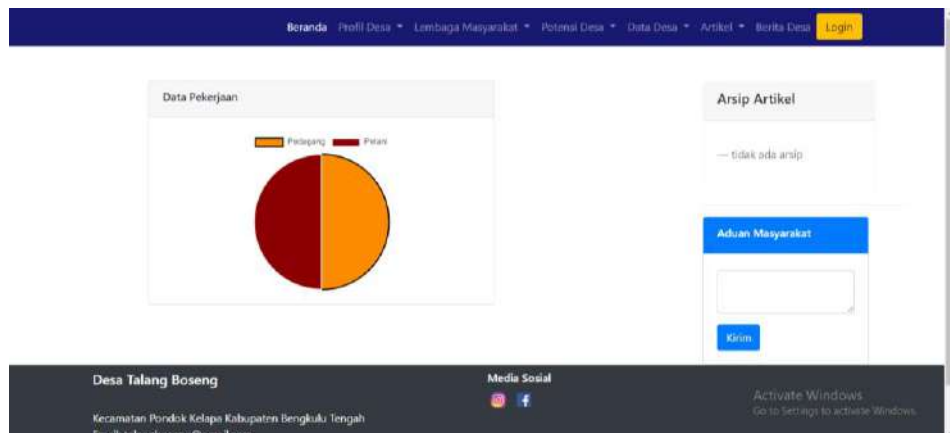 Beranda Profil Desa Lembaga Masyarakat Potensi Desa Data Desa Artikel Berita Desa Login
Data Pekerjaan
Pedagang Petani
Arsip Artikel
— tidak ada arsip
Aduan Masyarakat
Kirim
Desa Talang Boseng
Kecamatan Pondok Kelapa Kabupaten Bengkulu Tengah
Media Sosial
Activate Windows
Go to Settings to activate Windows.